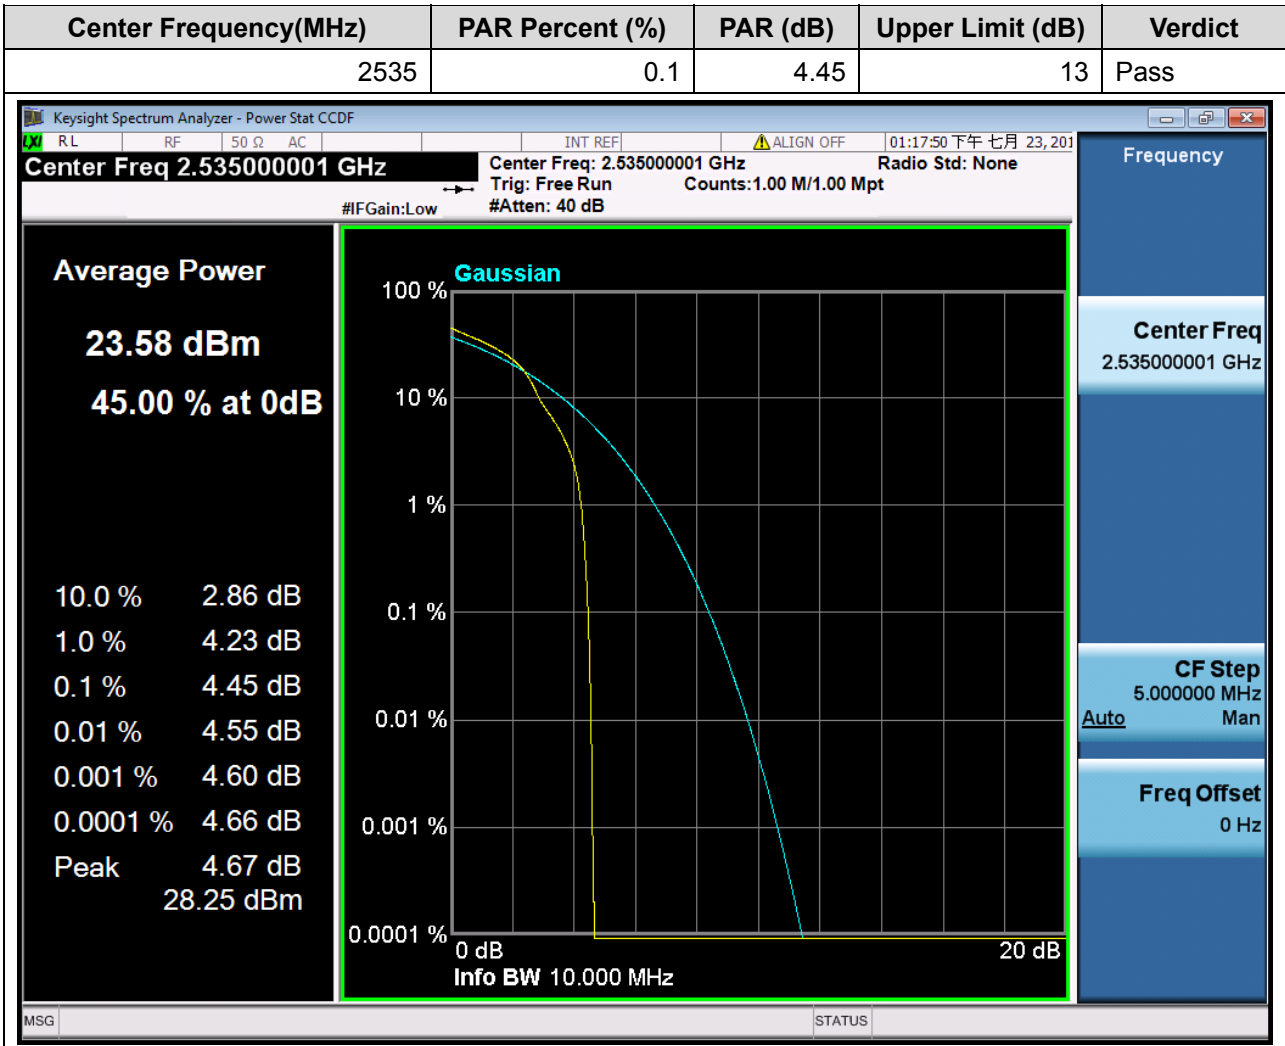 Center Frequency(MHz) PAR Percent (%) PAR (dB) Upper Limit (dB) Verdict
2535 0.1 4.45 13 Pass
Keysight Spectrum Analyzer - Power Stat CCDF
LXI RL RF 50 Ω AC INT REF ALIGN OFF 01:17:50 下午 七月 23, 201
Center Freq 2.535000001 GHz
Center Freq: 2.535000001 GHz Radio Std: None
Trig: Free Run Counts:1.00 M/1.00 Mpt
#IFGain:Low #Atten: 40 dB
Frequency
Average Power
23.58 dBm
45.00 % at 0dB
10.0 % 2.86 dB
1.0 % 4.23 dB
0.1 % 4.45 dB
0.01 % 4.55 dB
0.001 % 4.60 dB
0.0001 % 4.66 dB
Peak 4.67 dB
28.25 dBm
Gaussian
100 %
10 %
1 %
0.1 %
0.01 %
0.001 %
0.0001 %
0 dB 20 dB
Info BW 10.000 MHz
Center Freq
2.535000001 GHz
CF Step
5.000000 MHz
Auto Man
Freq Offset
0 Hz
MSG STATUS